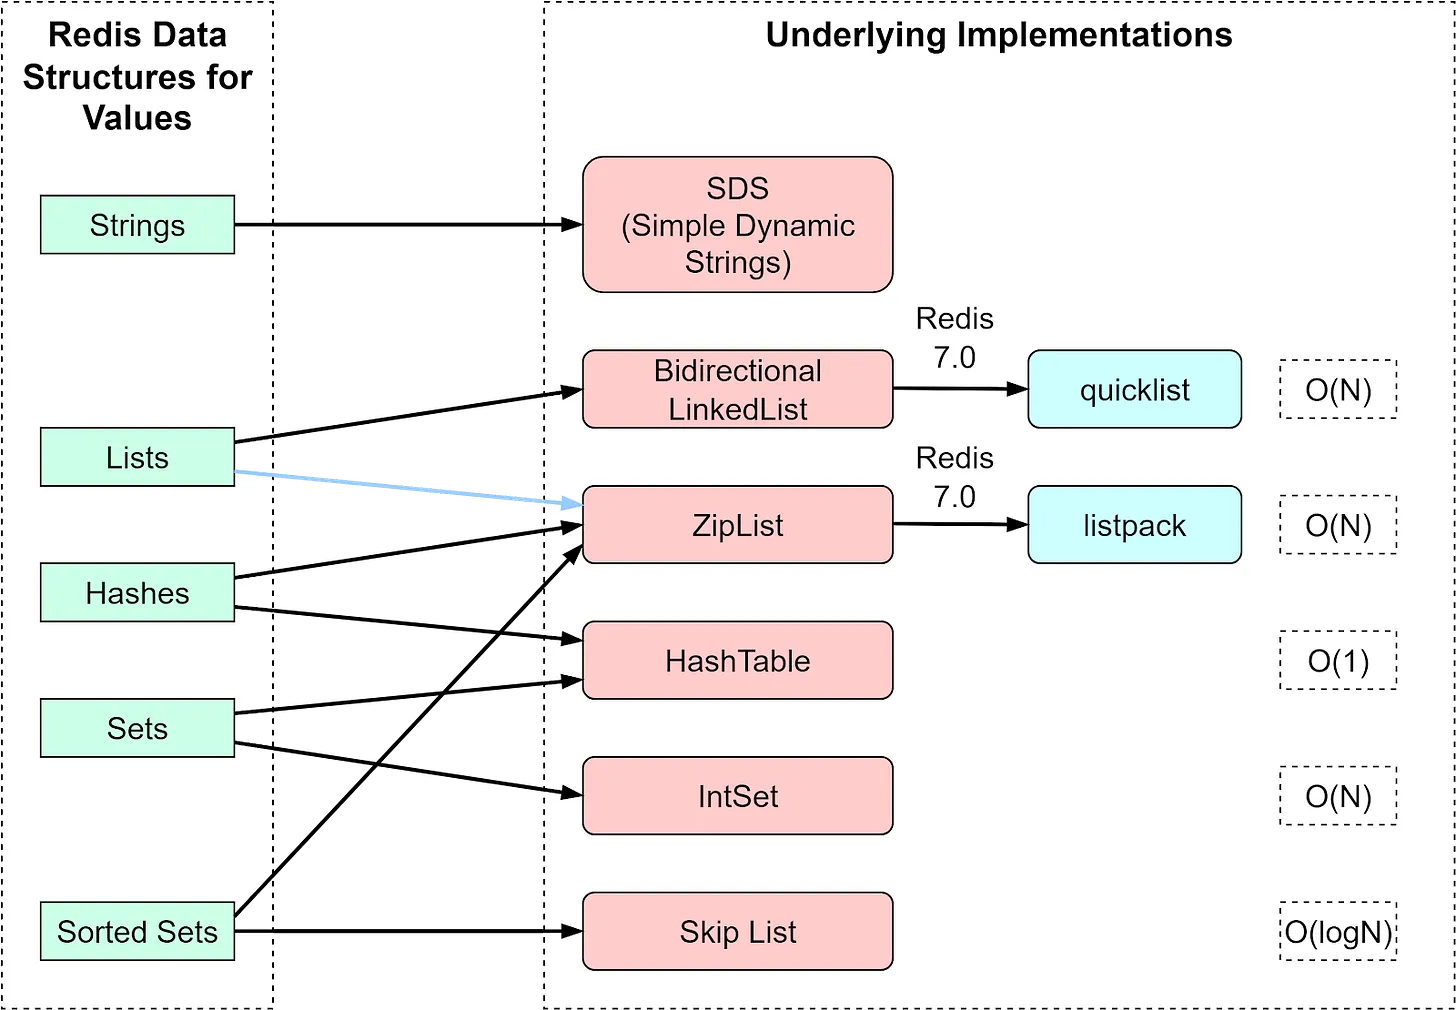 Redis Data
Structures for
Values
Underlying Implementations
Strings
SDS
(Simple Dynamic
Strings)
Lists
Bidirectional
LinkedList
Redis
7.0
quicklist
O(N)
ZipList
Redis
7.0
listpack
O(N)
Hashes
HashTable
O(1)
Sets
IntSet
O(N)
Sorted Sets
Skip List
O(logN)